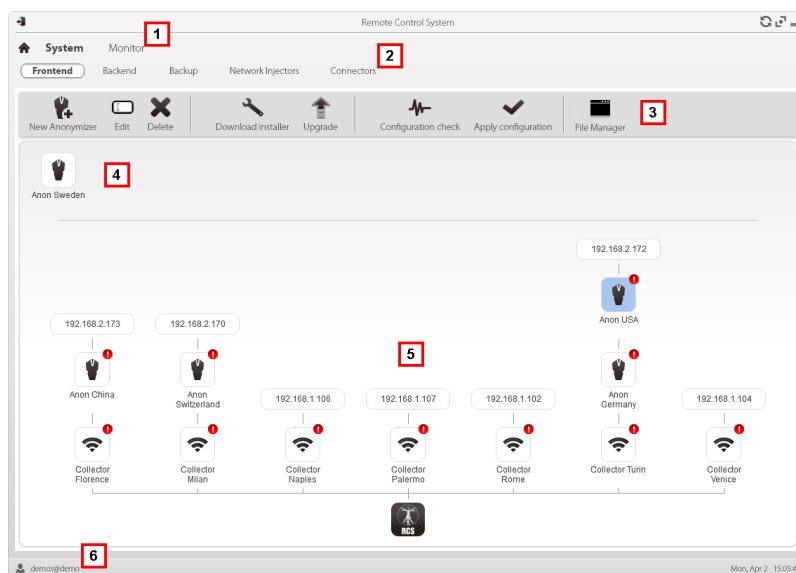 Remote Control System
1
System Monitor
2
Frontend Backend Backup Network Injectors Connectors
New Anonymizer Edit Delete Download installer Upgrade Configuration check Apply configuration File Manager
3
4
Anon Sweden
192.168.2.172
Anon USA
192.168.2.173 192.168.2.170
5
Anon China
Anon
Switzerland
Anon
Germany
192.168.1.106 192.168.1.107 192.168.1.102 192.168.1.104
Collector
Florence
Collector
Milan
Collector
Naples
Collector
Palermo
Collector
Rome
Collector Turin
Collector
Venice
RCS
6
demos@demo
Mon, Apr 2 15:05:4